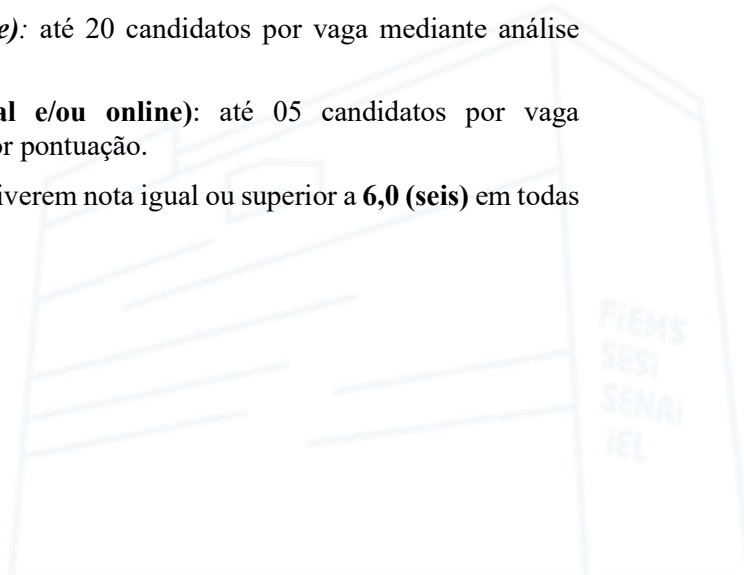 e): até 20 candidatos por vaga mediante análise
al e/ou online): até 05 candidatos por vaga
or pontuação.
iverem nota igual ou superior a 6,0 (seis) em todas
FIEMS
SESI
SENAI
IEL